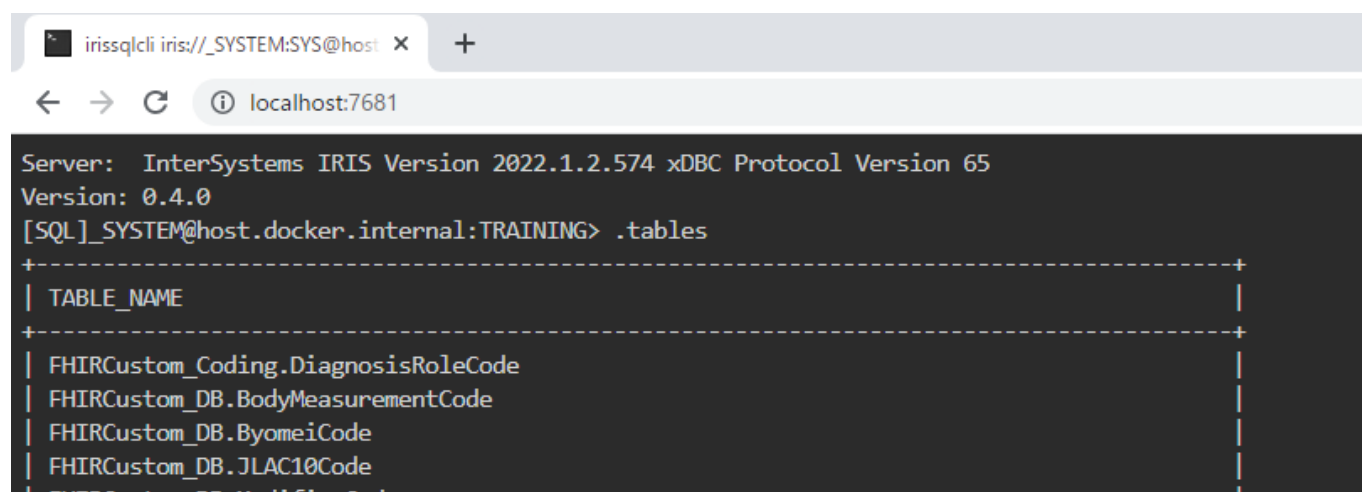 irissqlcli iris://_SYSTEM:SYS@host
localhost:7681
Server:  InterSystems IRIS Version 2022.1.2.574 xDBC Protocol Version 65
Version: 0.4.0
[SQL]_SYSTEM@host.docker.internal:TRAINING> .tables
TABLE_NAME
FHIRCustom_Coding.DiagnosisRoleCode
FHIRCustom_DB.BodyMeasurementCode
FHIRCustom_DB.ByomeiCode
FHIRCustom_DB.JLAC10Code